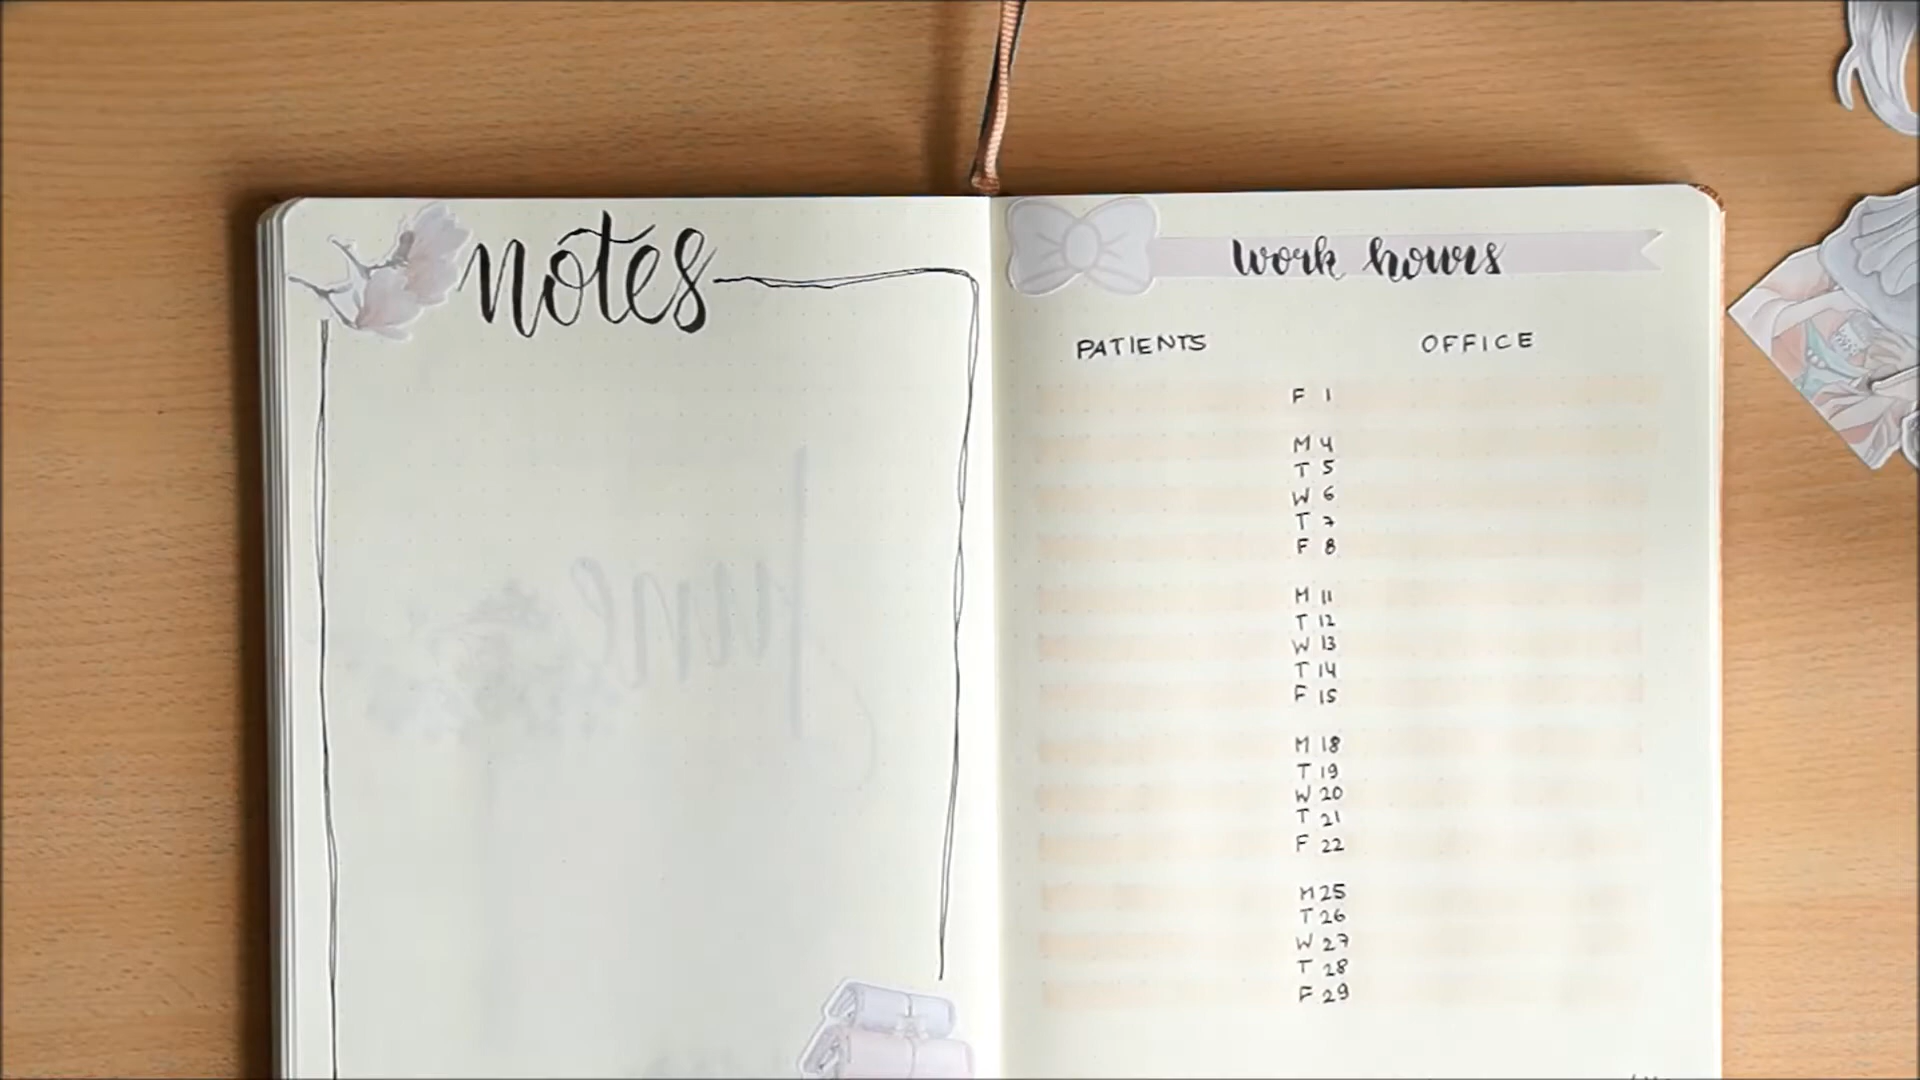 notes
June
work hours
PATIENTS OFFICE
F 1
M 4
T 5
W 6
T 7
F 8
M 11
T 12
W 13
T 14
F 15
M 18
T 19
W 20
T 21
F 22
M 25
T 26
W 27
T 28
F 29